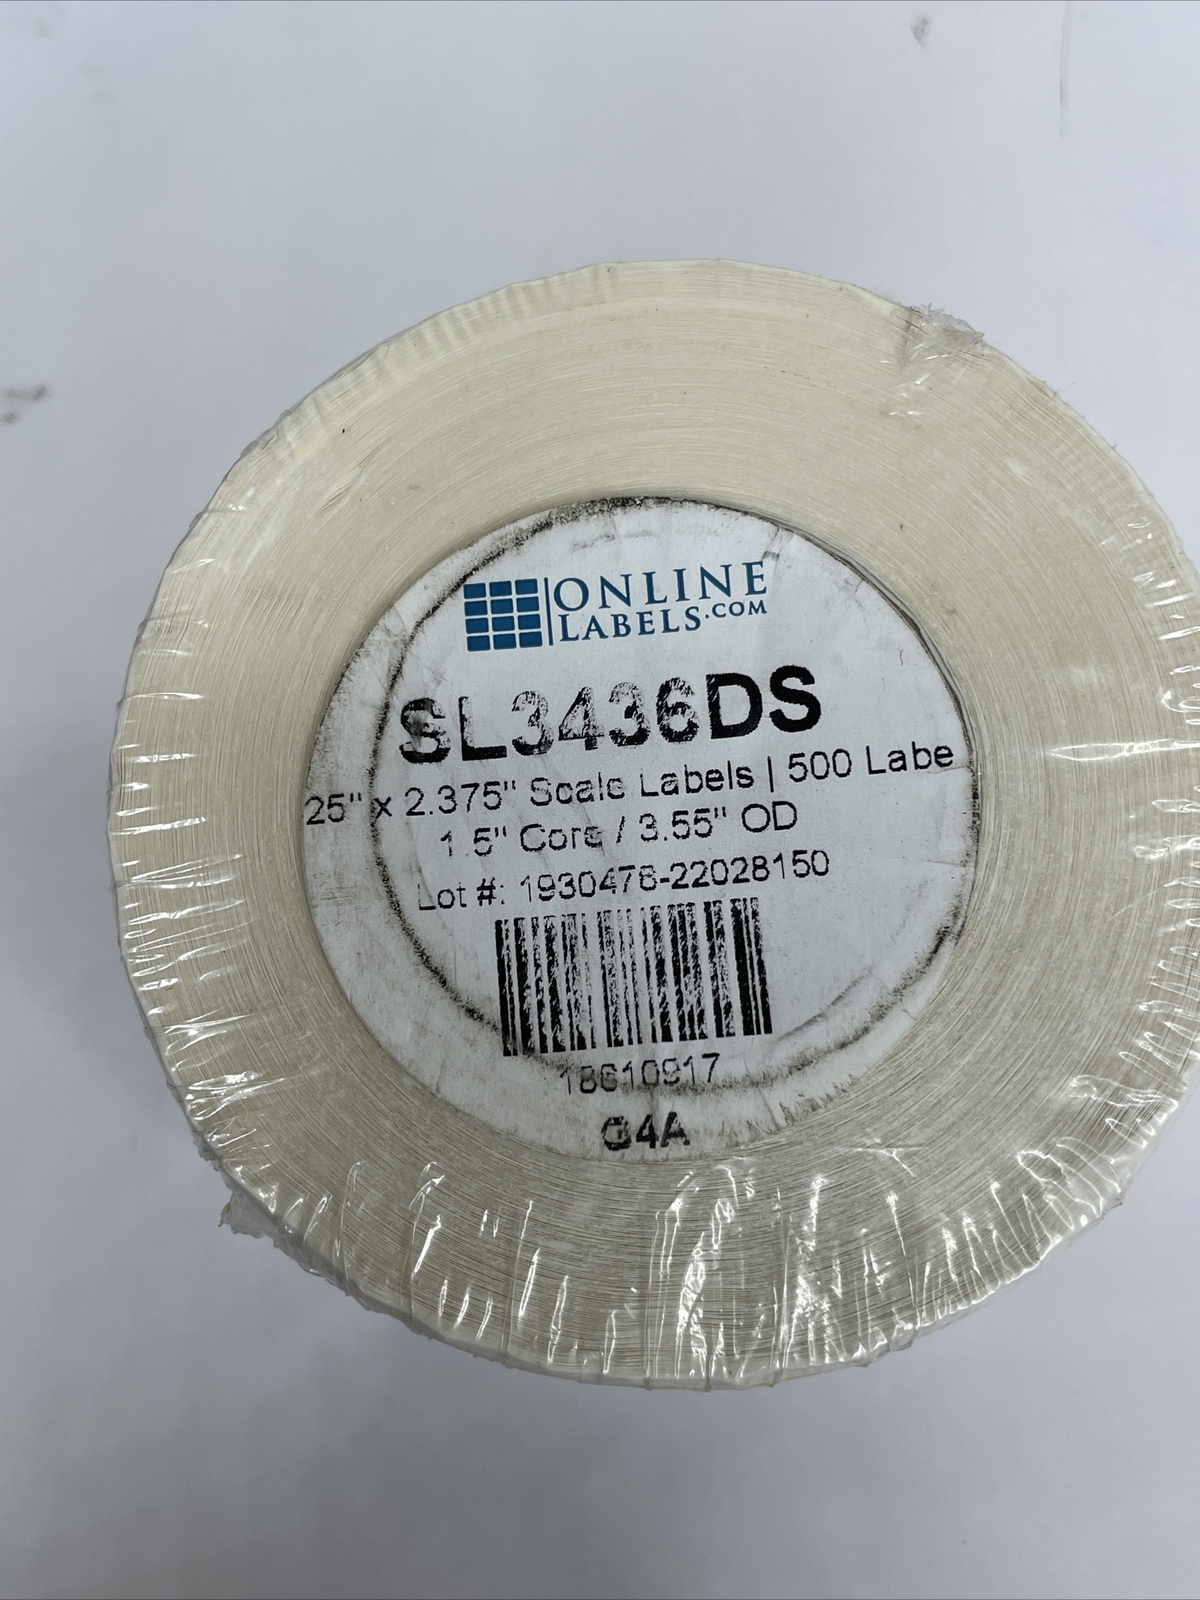 ONLINE
LABELS.COM
SL3436DS
25" x 2.375" Scale Labels | 500 Labe
1.5" Core / 3.55" OD
Lot #: 1930476-22028150
18610917
G4A